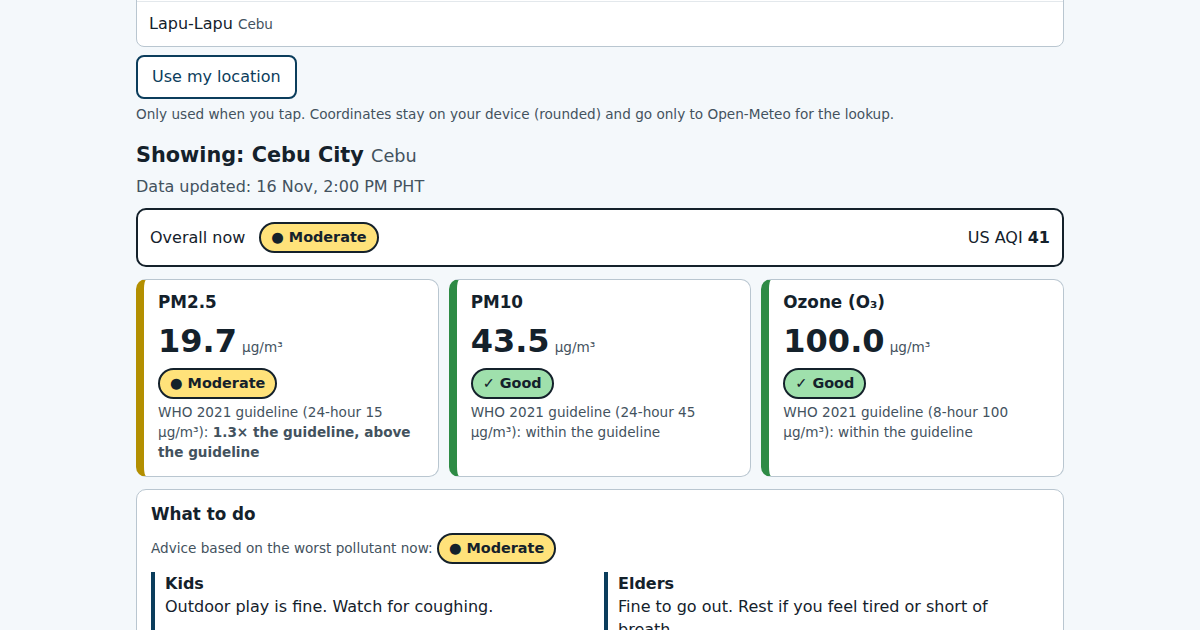 Lapu-Lapu Cebu
Use my location
Only used when you tap. Coordinates stay on your device (rounded) and go only to Open-Meteo for the lookup.
Showing: Cebu City Cebu
Data updated: 16 Nov, 2:00 PM PHT
Overall now ● Moderate US AQI 41
PM2.5
19.7 µg/m³
● Moderate
WHO 2021 guideline (24-hour 15
µg/m³): 1.3× the guideline, above
the guideline
PM10
43.5 µg/m³
✓ Good
WHO 2021 guideline (24-hour 45
µg/m³): within the guideline
Ozone (O₃)
100.0 µg/m³
✓ Good
WHO 2021 guideline (8-hour 100
µg/m³): within the guideline
What to do
Advice based on the worst pollutant now: ● Moderate
Kids
Outdoor play is fine. Watch for coughing.
Elders
Fine to go out. Rest if you feel tired or short of
breath.